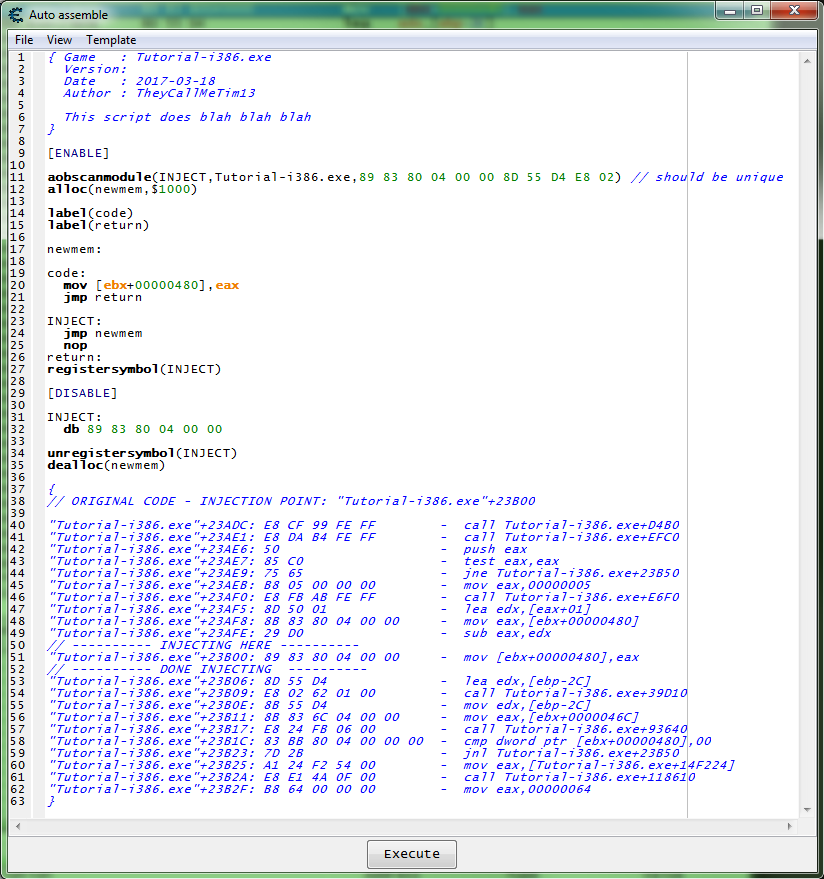 Auto assemble
File View Template
1 { Game   : Tutorial-i386.exe
2   Version:
3   Date   : 2017-03-18
4   Author : TheyCallMeTim13
5
6   This script does blah blah blah
7 }
8
9 [ENABLE]
10
11 aobscanmodule(INJECT,Tutorial-i386.exe,89 83 80 04 00 00 8D 55 D4 E8 02) // should be unique
12 alloc(newmem,$1000)
13
14 label(code)
15 label(return)
16
17 newmem:
18
19 code:
20   mov [ebx+00000480],eax
21   jmp return
22
23 INJECT:
24   jmp newmem
25   nop
26 return:
27 registersymbol(INJECT)
28
29 [DISABLE]
30
31 INJECT:
32   db 89 83 80 04 00 00
33
34 unregistersymbol(INJECT)
35 dealloc(newmem)
36
37 {
38 // ORIGINAL CODE - INJECTION POINT: "Tutorial-i386.exe"+23B00
39
40 "Tutorial-i386.exe"+23ADC: E8 CF 99 FE FF        -  call Tutorial-i386.exe+D4B0
41 "Tutorial-i386.exe"+23AE1: E8 DA B4 FE FF        -  call Tutorial-i386.exe+EFC0
42 "Tutorial-i386.exe"+23AE6: 50                    -  push eax
43 "Tutorial-i386.exe"+23AE7: 85 C0                 -  test eax,eax
44 "Tutorial-i386.exe"+23AE9: 75 65                 -  jne Tutorial-i386.exe+23B50
45 "Tutorial-i386.exe"+23AEB: B8 05 00 00 00        -  mov eax,00000005
46 "Tutorial-i386.exe"+23AF0: E8 FB AB FE FF        -  call Tutorial-i386.exe+E6F0
47 "Tutorial-i386.exe"+23AF5: 8D 50 01              -  lea edx,[eax+01]
48 "Tutorial-i386.exe"+23AF8: 8B 83 80 04 00 00     -  mov eax,[ebx+00000480]
49 "Tutorial-i386.exe"+23AFE: 29 D0                 -  sub eax,edx
50 // ---------- INJECTING HERE ----------
51 "Tutorial-i386.exe"+23B00: 89 83 80 04 00 00     -  mov [ebx+00000480],eax
52 // ---------- DONE INJECTING  ----------
53 "Tutorial-i386.exe"+23B06: 8D 55 D4              -  lea edx,[ebp-2C]
54 "Tutorial-i386.exe"+23B09: E8 02 62 01 00        -  call Tutorial-i386.exe+39D10
55 "Tutorial-i386.exe"+23B0E: 8B 55 D4              -  mov edx,[ebp-2C]
56 "Tutorial-i386.exe"+23B11: 8B 83 6C 04 00 00     -  mov eax,[ebx+0000046C]
57 "Tutorial-i386.exe"+23B17: E8 24 FB 06 00        -  call Tutorial-i386.exe+93640
58 "Tutorial-i386.exe"+23B1C: 83 BB 80 04 00 00 00  -  cmp dword ptr [ebx+00000480],00
59 "Tutorial-i386.exe"+23B23: 7D 2B                 -  jnl Tutorial-i386.exe+23B50
60 "Tutorial-i386.exe"+23B25: A1 24 F2 54 00        -  mov eax,[Tutorial-i386.exe+14F224]
61 "Tutorial-i386.exe"+23B2A: E8 E1 4A 0F 00        -  call Tutorial-i386.exe+118610
62 "Tutorial-i386.exe"+23B2F: B8 64 00 00 00        -  mov eax,00000064
63 }
Execute